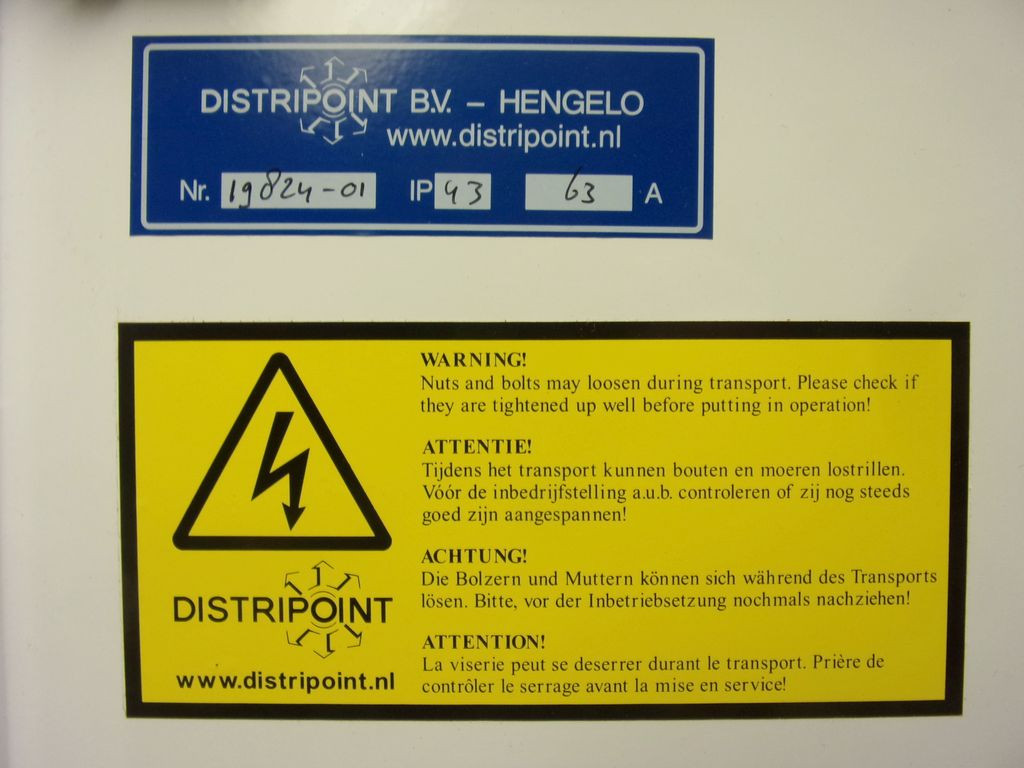 DISTRIPOINT B.V. – HENGELO
www.distripoint.nl
Nr. 19824-01 IP 43 63 A
WARNING!
Nuts and bolts may loosen during transport. Please check if
they are tightened up well before putting in operation!
ATTENTIE!
Tijdens het transport kunnen bouten en moeren lostrillen.
Vóór de inbedrijfstelling a.u.b. controleren of zij nog steeds
goed zijn aangespannen!
ACHTUNG!
Die Bolzern und Muttern können sich während des Transports
lösen. Bitte, vor der Inbetriebsetzung nochmals nachziehen!
ATTENTION!
La viserie peut se deserrer durant le transport. Prière de
contrôler le serrage avant la mise en service!
DISTRIPOINT
www.distripoint.nl